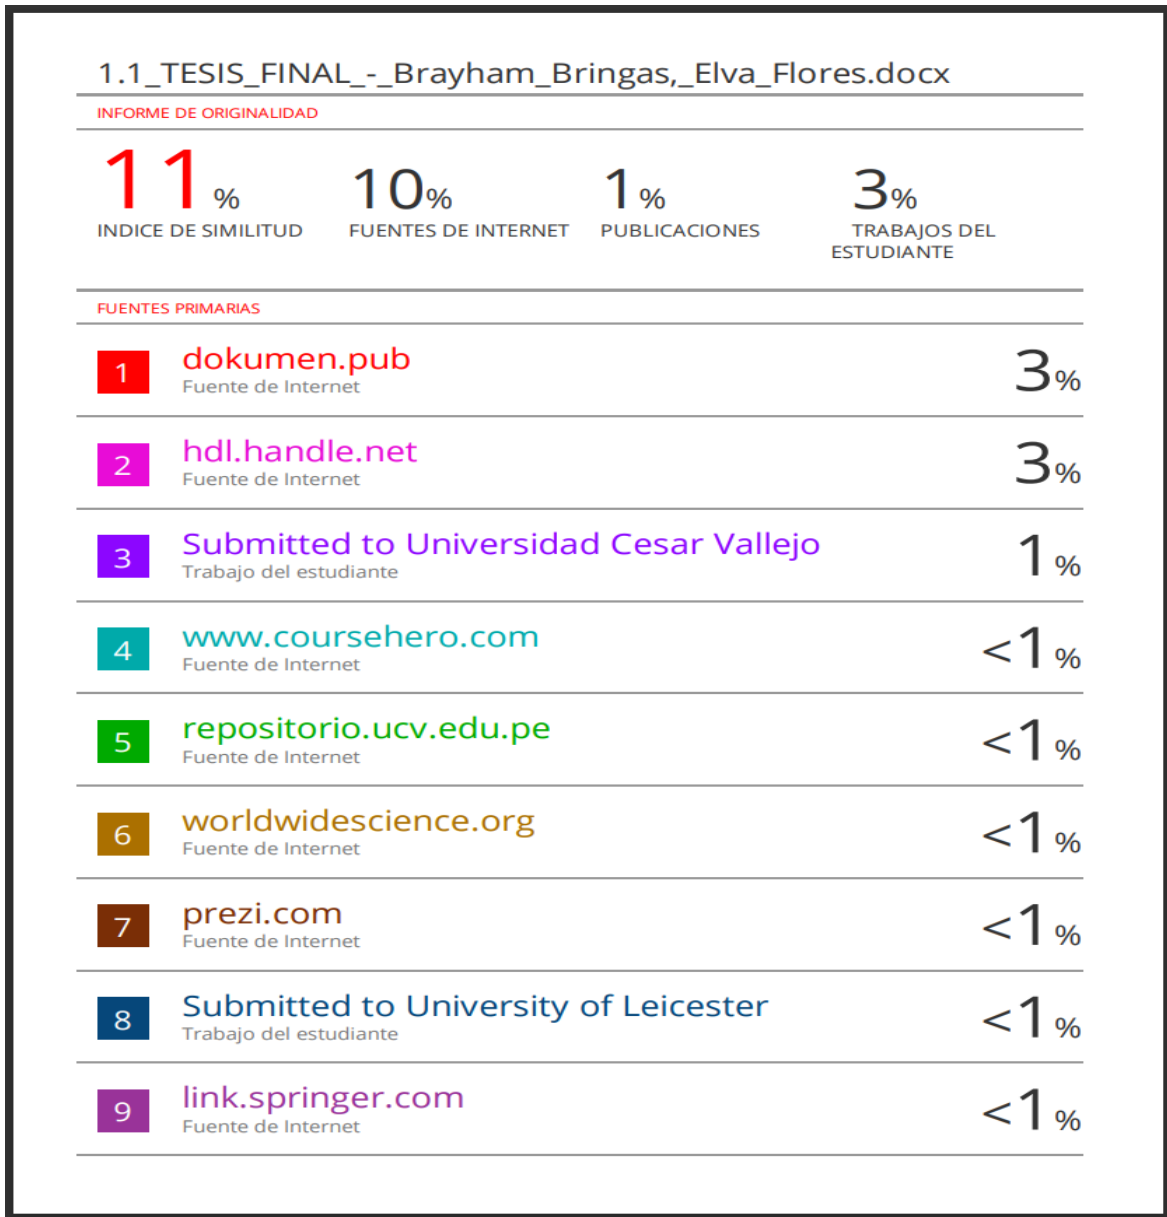 1.1_TESIS_FINAL_-_Brayham_Bringas,_Elva_Flores.docx
INFORME DE ORIGINALIDAD
11% 10% 1% 3%
INDICE DE SIMILITUD FUENTES DE INTERNET PUBLICACIONES TRABAJOS DEL
ESTUDIANTE
FUENTES PRIMARIAS
1 dokumen.pub 3%
Fuente de Internet
2 hdl.handle.net 3%
Fuente de Internet
3 Submitted to Universidad Cesar Vallejo 1%
Trabajo del estudiante
4 www.coursehero.com <1%
Fuente de Internet
5 repositorio.ucv.edu.pe <1%
Fuente de Internet
6 worldwidescience.org <1%
Fuente de Internet
7 prezi.com <1%
Fuente de Internet
8 Submitted to University of Leicester <1%
Trabajo del estudiante
9 link.springer.com <1%
Fuente de Internet